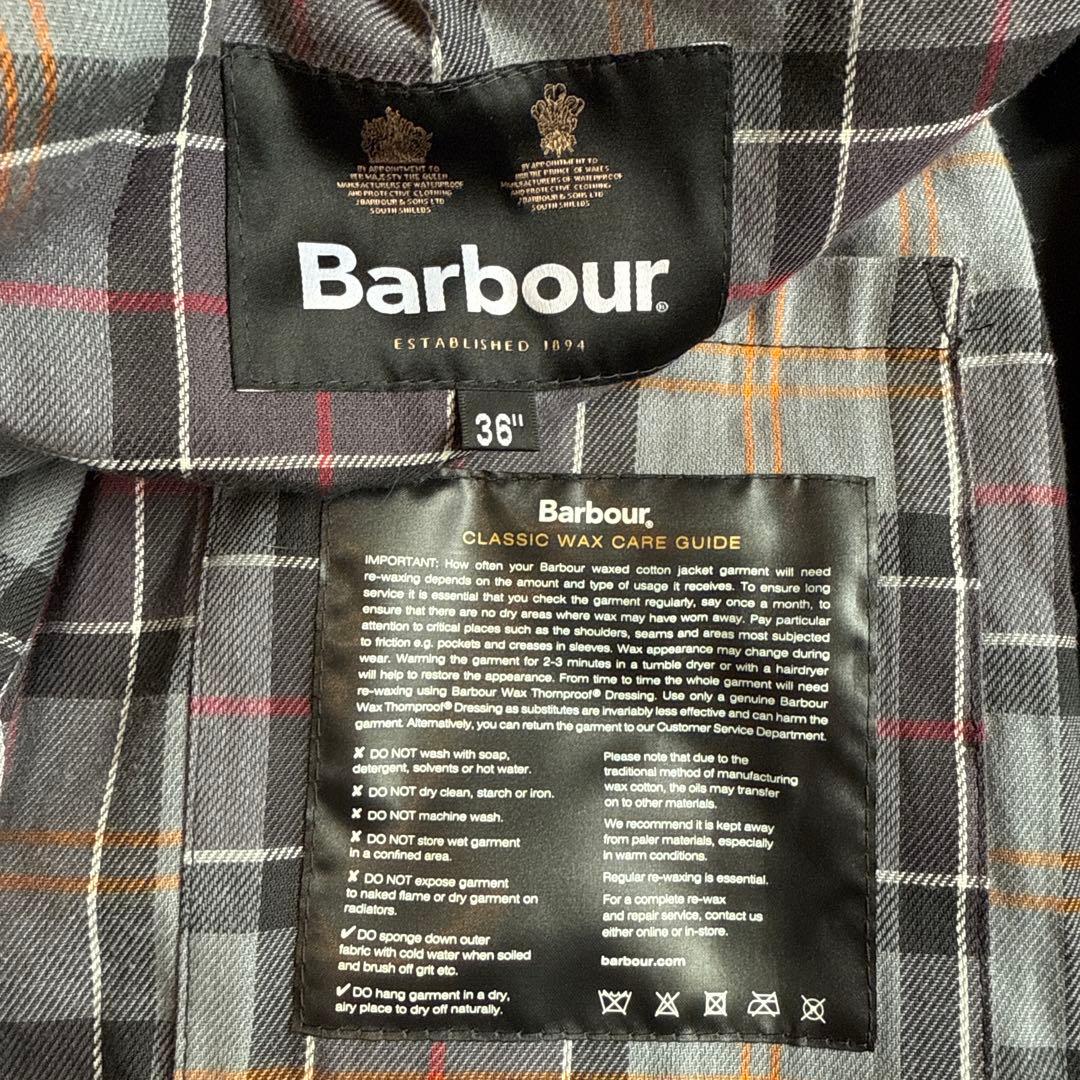 BY APPOINTMENT TO
HER MAJESTY THE QUEEN
MANUFACTURERS OF WATERPROOF
AND PROTECTIVE CLOTHING
J BARBOUR & SONS LTD
SOUTH SHIELDS
BY APPOINTMENT TO
HRH THE PRINCE OF WALES
MANUFACTURERS OF WATERPROOF
AND PROTECTIVE CLOTHING
J BARBOUR & SONS LTD
SOUTH SHIELDS
Barbour®
ESTABLISHED 1894
36"
Barbour®
CLASSIC WAX CARE GUIDE
IMPORTANT: How often your Barbour waxed cotton jacket garment will need
re-waxing depends on the amount and type of usage it receives. To ensure long
service it is essential that you check the garment regularly, say once a month, to
ensure that there are no dry areas where wax may have worn away. Pay particular
attention to critical places such as the shoulders, seams and areas most subjected
to friction e.g. pockets and creases in sleeves. Wax appearance may change during
wear. Warming the garment for 2-3 minutes in a tumble dryer or with a hairdryer
will help to restore the appearance. From time to time the whole garment will need
re-waxing using Barbour Wax Thornproof® Dressing. Use only a genuine Barbour
Wax Thornproof® Dressing as substitutes are invariably less effective and can harm the
garment. Alternatively, you can return the garment to our Customer Service Department.
✘ DO NOT wash with soap,
detergent, solvents or hot water.
✘ DO NOT dry clean, starch or iron.
✘ DO NOT machine wash.
✘ DO NOT store wet garment
in a confined area.
✘ DO NOT expose garment
to naked flame or dry garment on
radiators.
✔ DO sponge down outer
fabric with cold water when soiled
and brush off grit etc.
✔ DO hang garment in a dry,
airy place to dry off naturally.
Please note that due to the
traditional method of manufacturing
wax cotton, the oils may transfer
on to other materials.
We recommend it is kept away
from paler materials, especially
in warm conditions.
Regular re-waxing is essential.
For a complete re-wax
and repair service, contact us
either online or in-store.
barbour.com